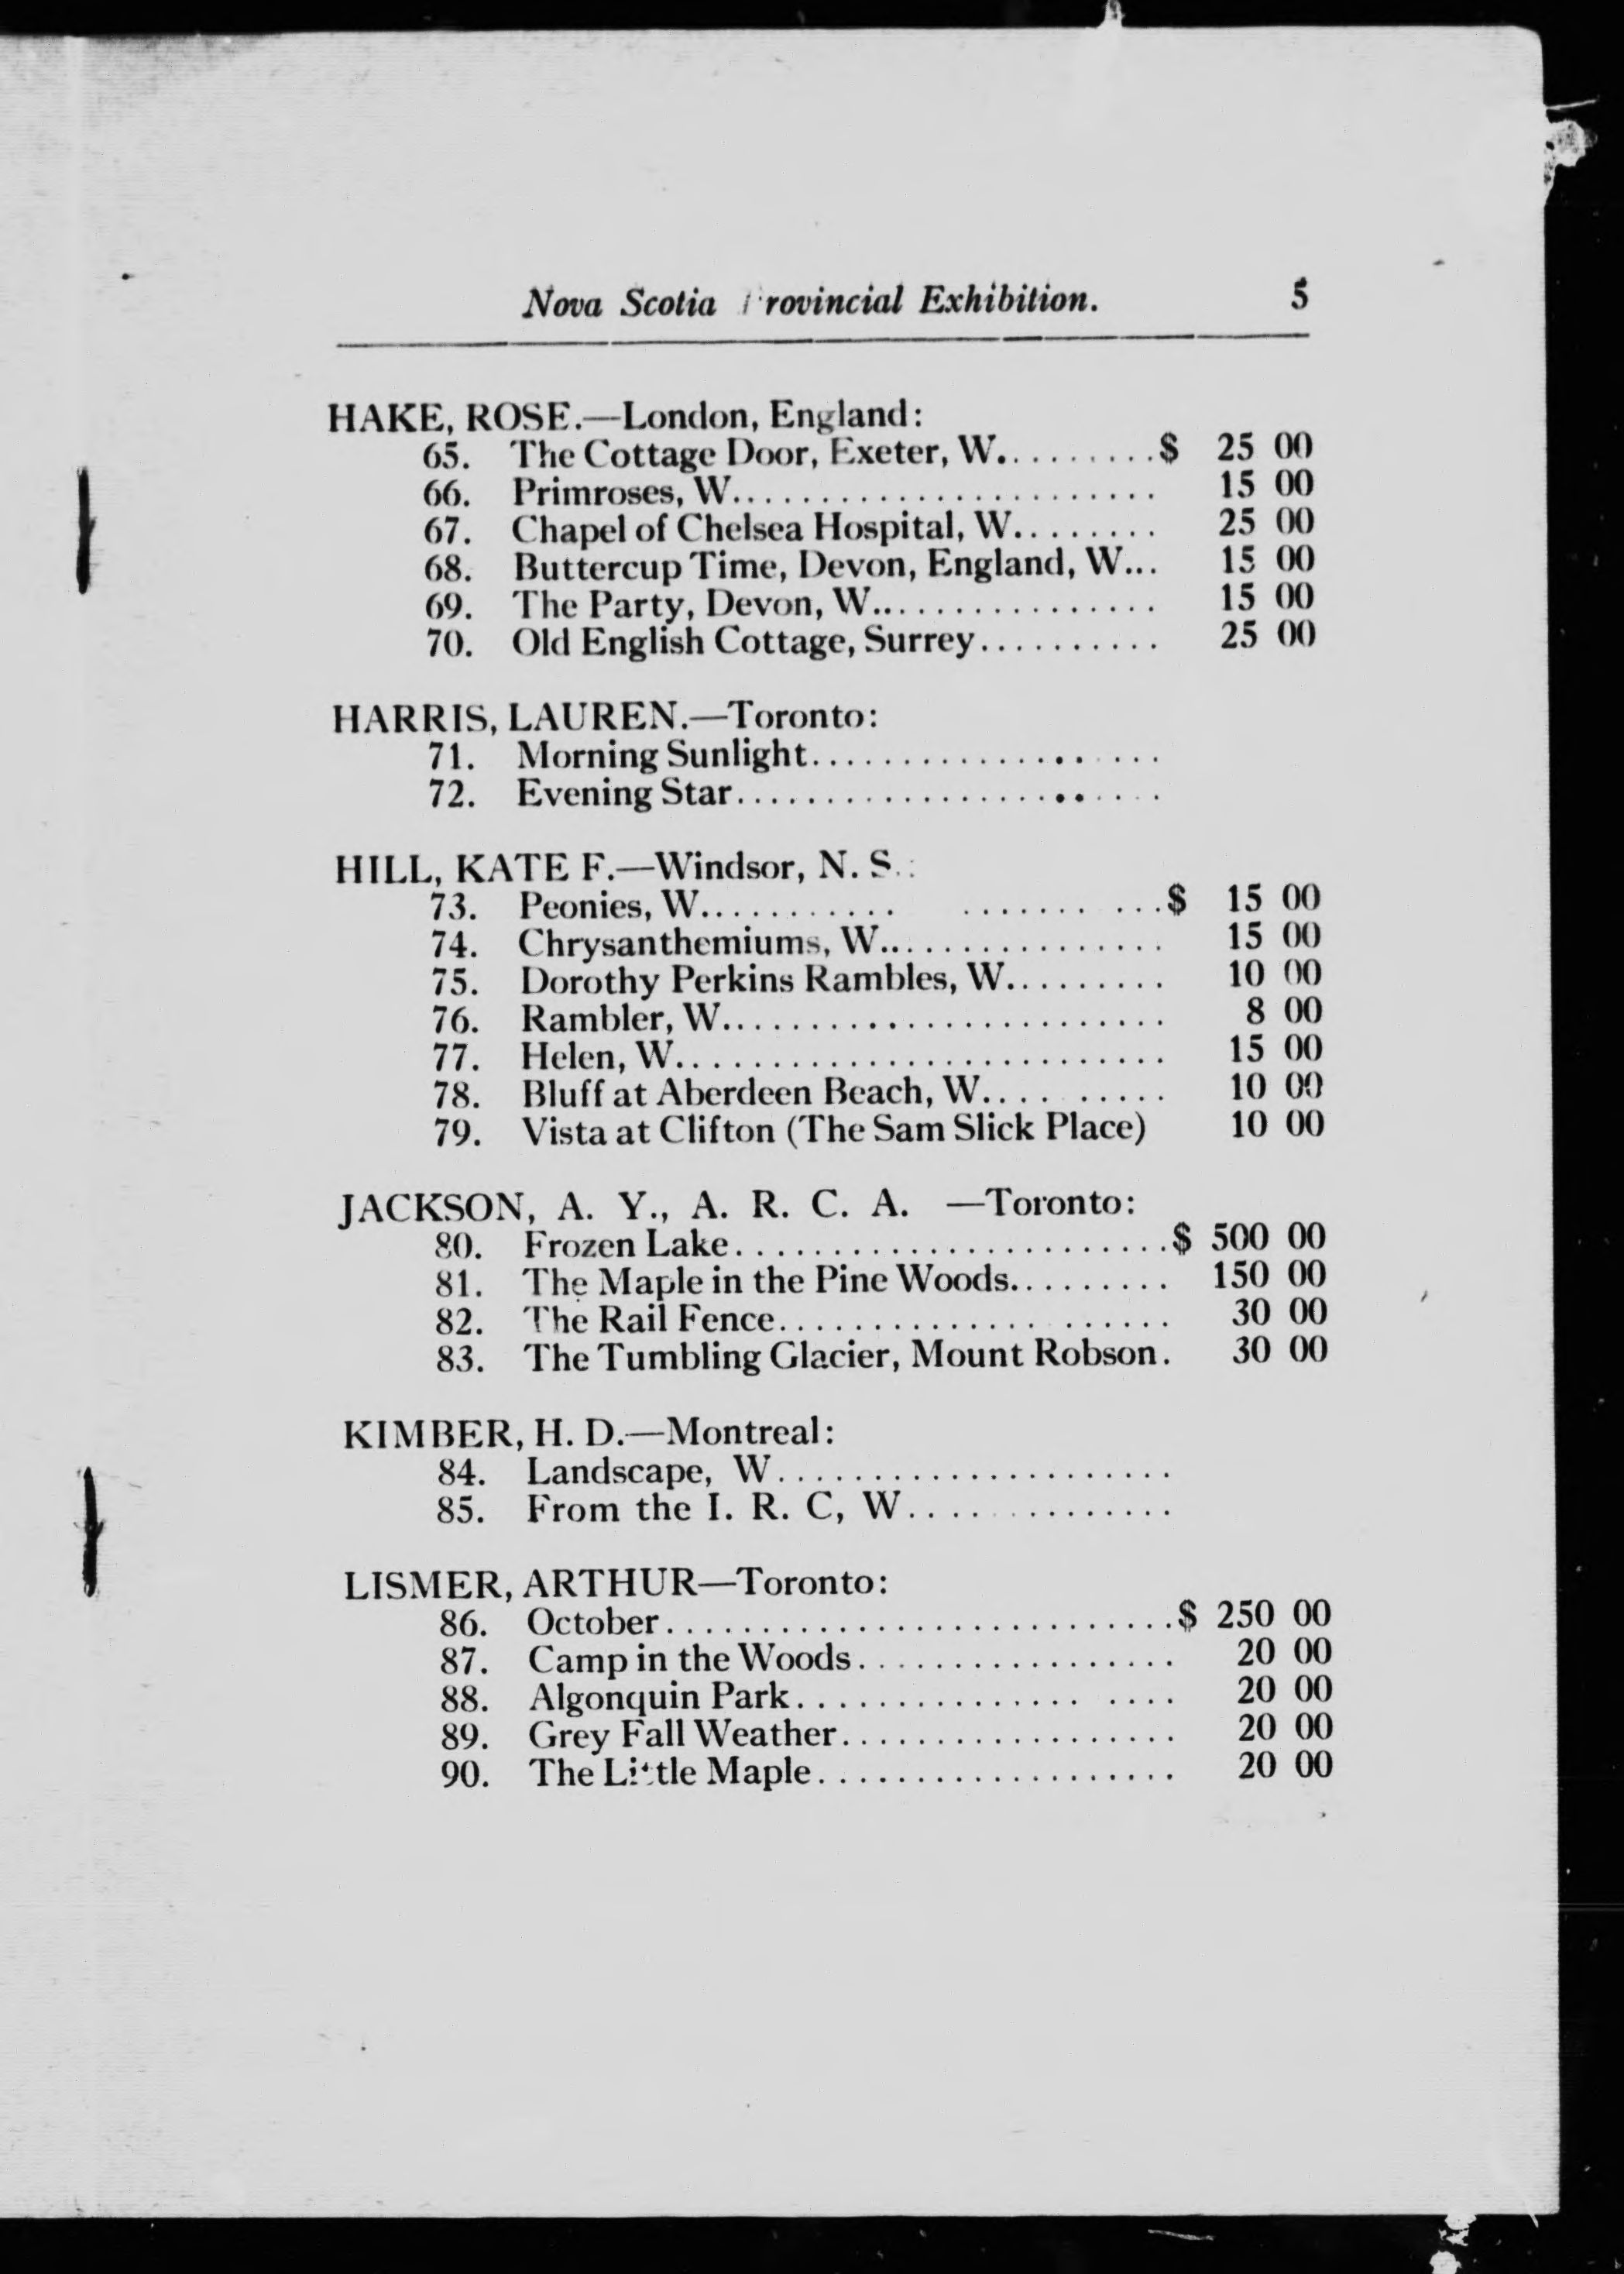 Nova Scotia Provincial Exhibition. 5
HAKE, ROSE.—London, England:
65. The Cottage Door, Exeter, W.........$ 25 00
66. Primroses, W....................... 15 00
67. Chapel of Chelsea Hospital, W........ 25 00
68. Buttercup Time, Devon, England, W... 15 00
69. The Party, Devon, W................. 15 00
70. Old English Cottage, Surrey.......... 25 00
HARRIS, LAUREN.—Toronto:
71. Morning Sunlight....................
72. Evening Star........................
HILL, KATE F.—Windsor, N. S.:
73. Peonies, W........... .........$ 15 00
74. Chrysanthemiums, W................. 15 00
75. Dorothy Perkins Rambles, W......... 10 00
76. Rambler, W........................ 8 00
77. Helen, W.......................... 15 00
78. Bluff at Aberdeen Beach, W.......... 10 00
79. Vista at Clifton (The Sam Slick Place) 10 00
JACKSON, A. Y., A. R. C. A. —Toronto:
80. Frozen Lake.......................$ 500 00
81. The Maple in the Pine Woods......... 150 00
82. The Rail Fence..................... 30 00
83. The Tumbling Glacier, Mount Robson. 30 00
KIMBER, H. D.—Montreal:
84. Landscape, W.....................
85. From the I. R. C, W..............
LISMER, ARTHUR—Toronto:
86. October...........................$ 250 00
87. Camp in the Woods................. 20 00
88. Algonquin Park.................... 20 00
89. Grey Fall Weather.................. 20 00
90. The Little Maple................... 20 00